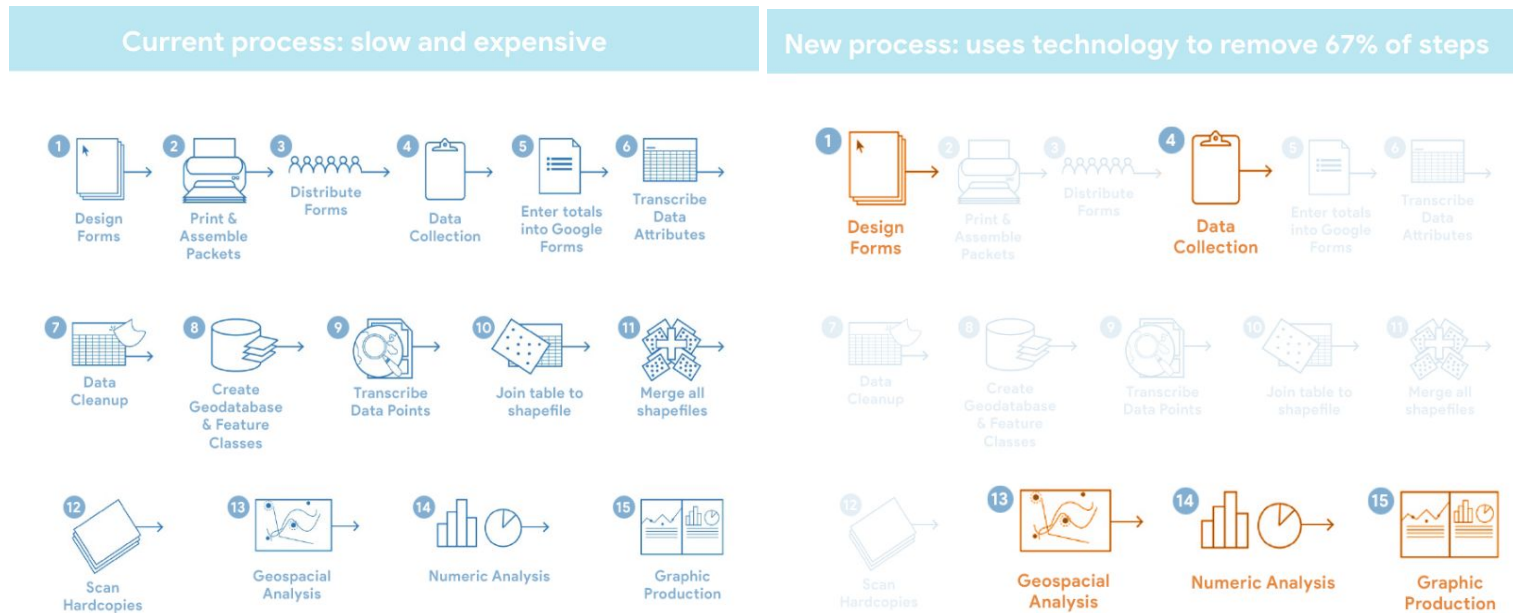 Current process: slow and expensive
1
2
3
4
5
6
Design
Forms
Print &
Assemble
Packets
Distribute
Forms
Data
Collection
Enter totals
into Google
Forms
Transcribe
Data
Attributes
7
8
9
10
11
Data
Cleanup
Create
Geodatabase
& Feature
Classes
Transcribe
Data Points
Join table to
shapefile
Merge all
shapefiles
12
13
14
15
Scan
Hardcopies
Geospacial
Analysis
Numeric Analysis
Graphic
Production
New process: uses technology to remove 67% of steps
1
2
3
4
5
6
Design
Forms
Print &
Assemble
Packets
Distribute
Forms
Data
Collection
Enter totals
into Google
Forms
Transcribe
Data
Attributes
7
8
9
10
11
Data
Cleanup
Create
Geodatabase
& Feature
Classes
Transcribe
Data Points
Join table to
shapefile
Merge all
shapefiles
12
13
14
15
Scan
Hardcopies
Geospacial
Analysis
Numeric Analysis
Graphic
Production